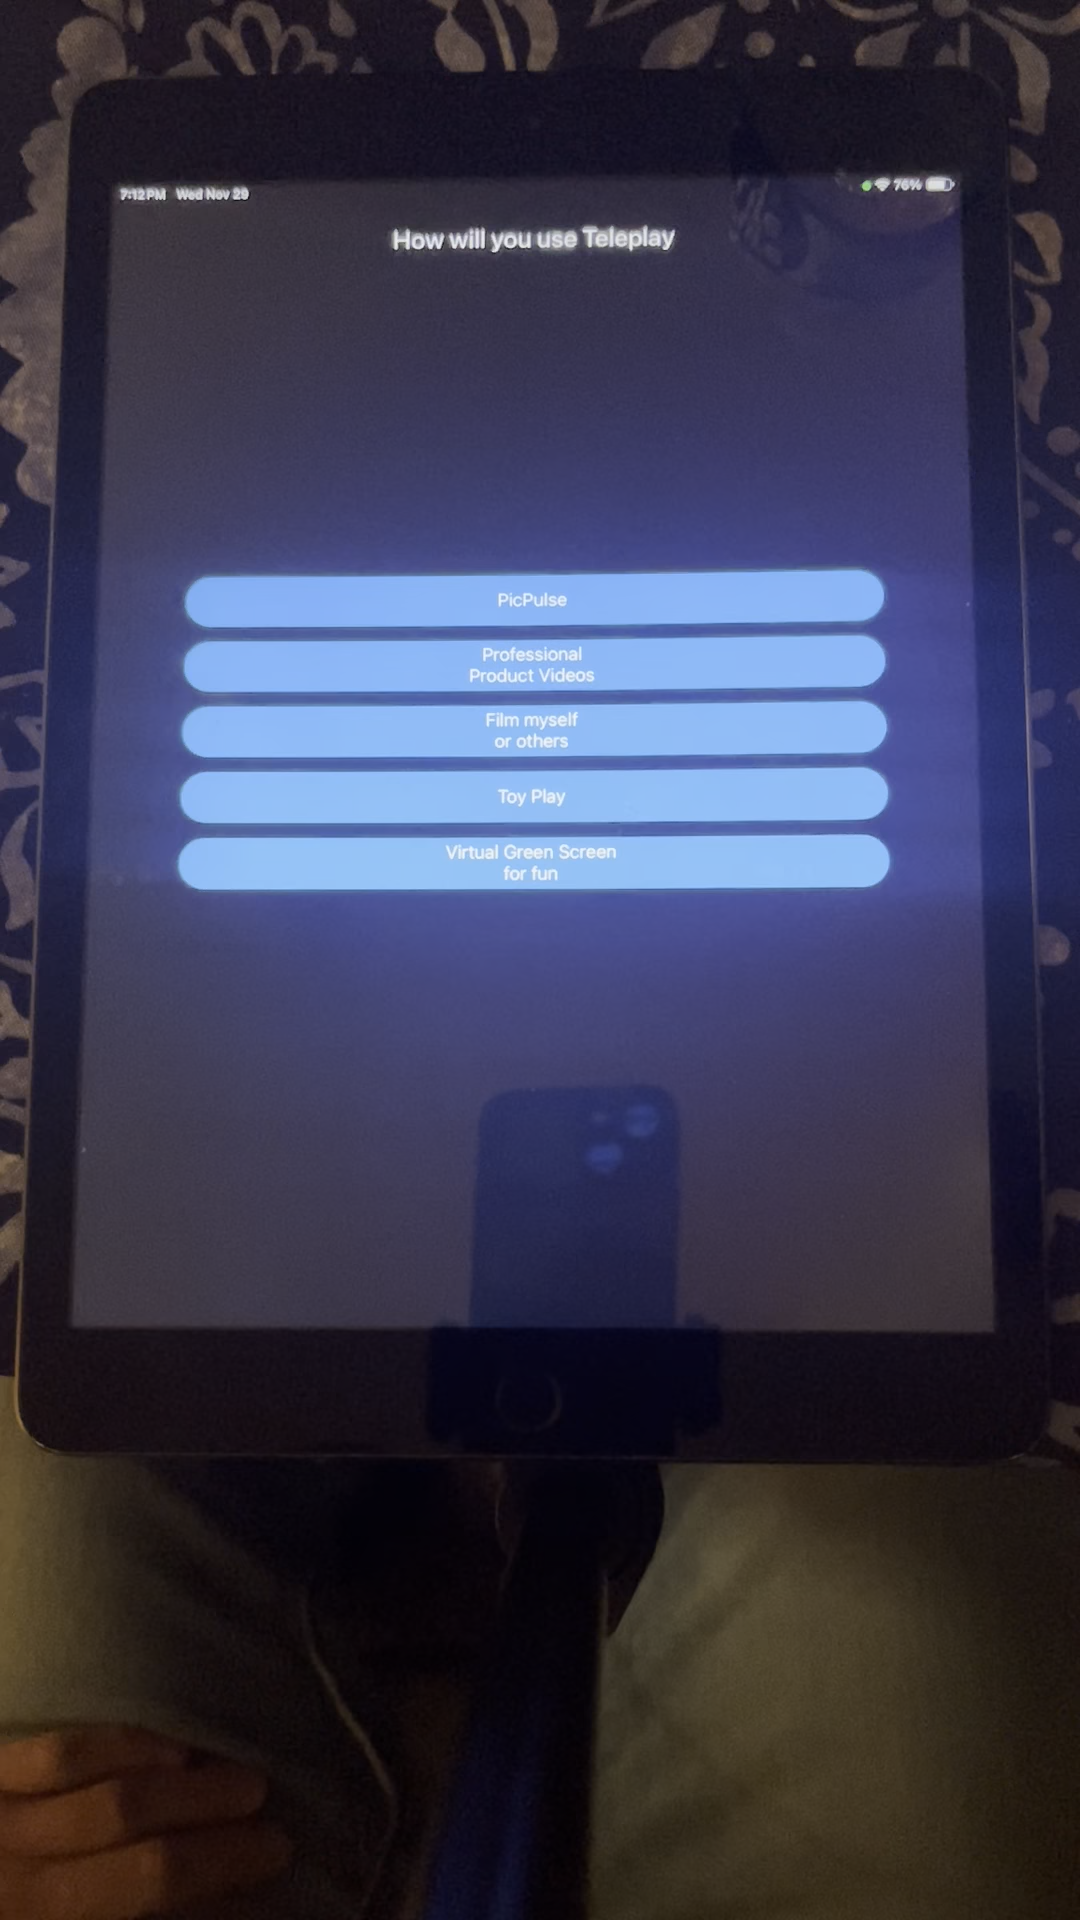 7:12 PM Wed Nov 29
76%
How will you use Teleplay
PicPulse
Professional
Product Videos
Film myself
or others
Toy Play
Virtual Green Screen
for fun